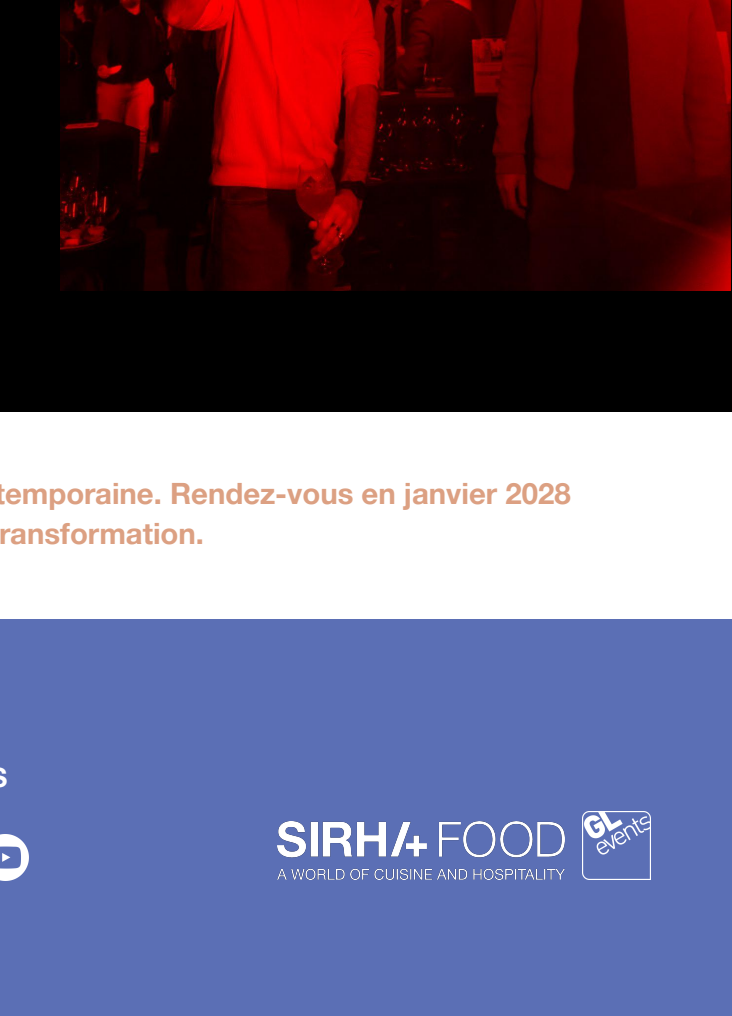 temporaine. Rendez-vous en janvier 2028
ransformation.
s
SIRHA+ FOOD
A WORLD OF CUISINE AND HOSPITALITY
GL
events